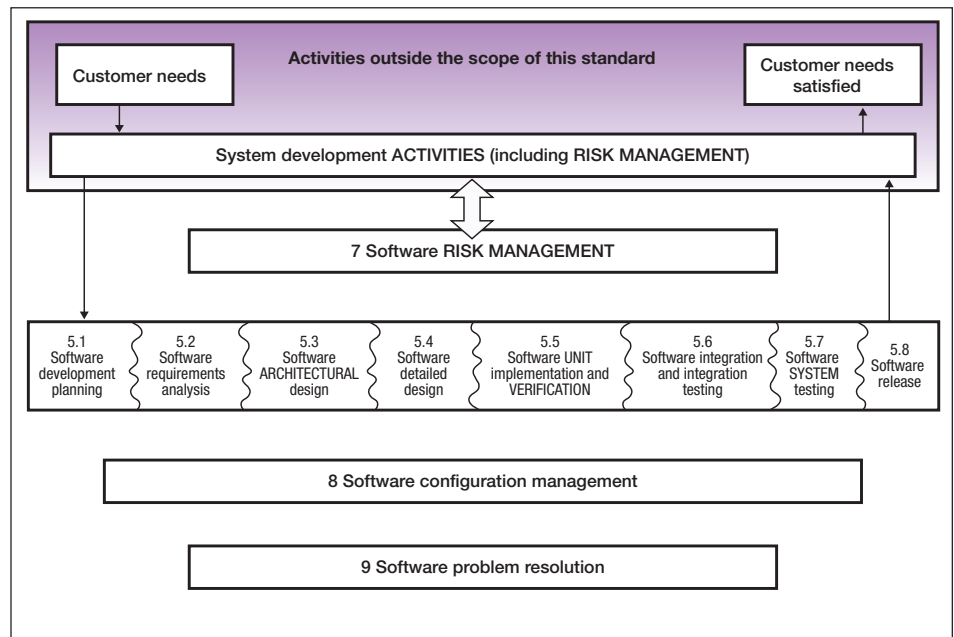 Activities outside the scope of this standard
Customer needs
Customer needs
satisfied
System development ACTIVITIES (including RISK MANAGEMENT)
7 Software RISK MANAGEMENT
5.1
Software
development
planning
5.2
Software
requirements
analysis
5.3
Software
ARCHITECTURAL
design
5.4
Software
detailed
design
5.5
Software UNIT
implementation and
VERIFICATION
5.6
Software integration
and integration
testing
5.7
Software
SYSTEM
testing
5.8
Software
release
8 Software configuration management
9 Software problem resolution